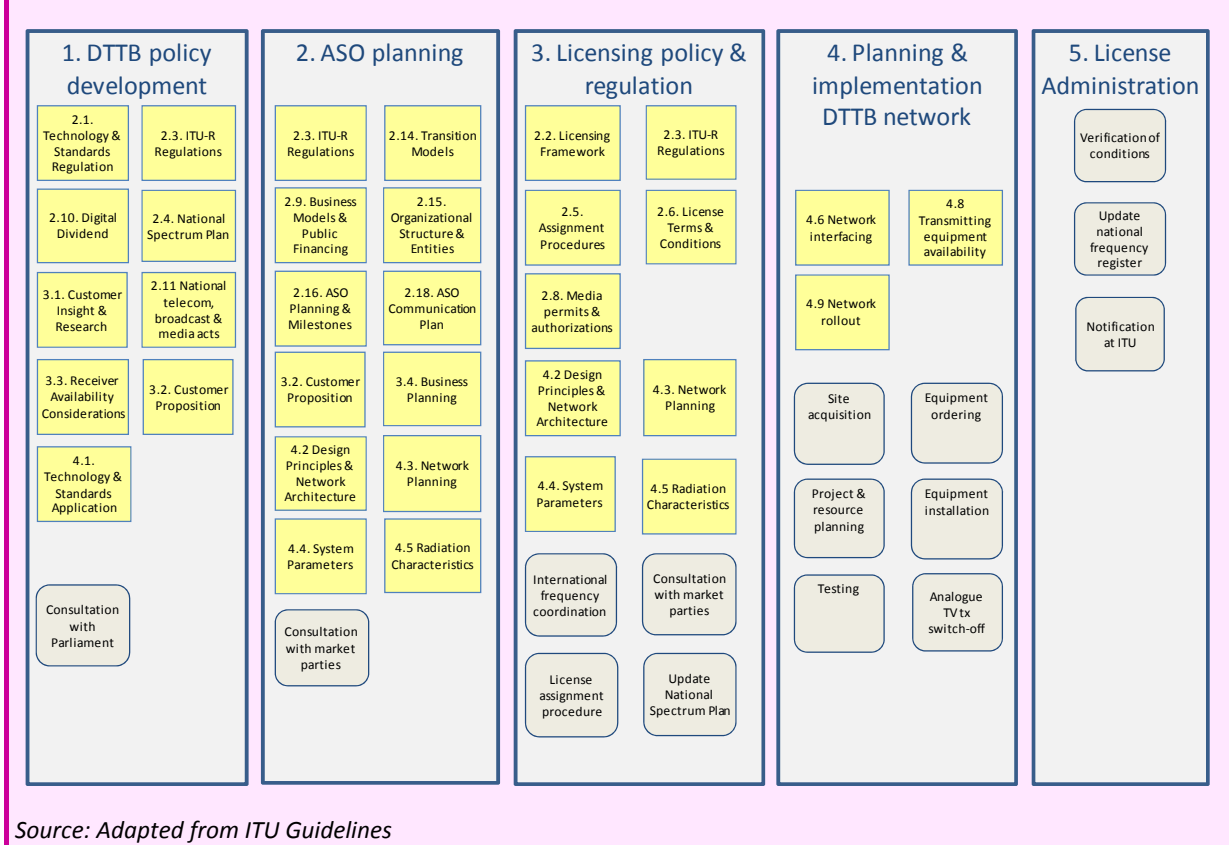 1. DTTB policy
development
2.1.
Technology &
Standards
Regulation
2.3. ITU-R
Regulations
2.10. Digital
Dividend
2.4. National
Spectrum Plan
3.1. Customer
Insight &
Research
2.11 National
telecom,
broadcast &
media acts
3.3. Receiver
Availability
Considerations
3.2. Customer
Proposition
4.1.
Technology &
Standards
Application
Consultation
with
Parliament
2. ASO planning
2.3. ITU-R
Regulations
2.14. Transition
Models
2.9. Business
Models &
Public
Financing
2.15.
Organizational
Structure &
Entities
2.16. ASO
Planning &
Milestones
2.18. ASO
Communication
Plan
3.2. Customer
Proposition
3.4. Business
Planning
4.2 Design
Principles &
Network
Architecture
4.3. Network
Planning
4.4. System
Parameters
4.5 Radiation
Characteristics
Consultation
with market
parties
3. Licensing policy &
regulation
2.2. Licensing
Framework
2.3. ITU-R
Regulations
2.5.
Assignment
Procedures
2.6. License
Terms &
Conditions
2.8. Media
permits &
authorizations
4.2 Design
Principles &
Network
Architecture
4.3. Network
Planning
4.4. System
Parameters
4.5 Radiation
Characteristics
International
frequency
coordination
Consultation
with market
parties
License
assignment
procedure
Update
National
Spectrum Plan
4. Planning &
implementation
DTTB network
4.6 Network
interfacing
4.8
Transmitting
equipment
availability
4.9 Network
rollout
Site
acquisition
Equipment
ordering
Project &
resource
planning
Equipment
installation
Testing
Analogue
TV tx
switch-off
5. License
Administration
Verification of
conditions
Update
national
frequency
register
Notification
at ITU
Source: Adapted from ITU Guidelines